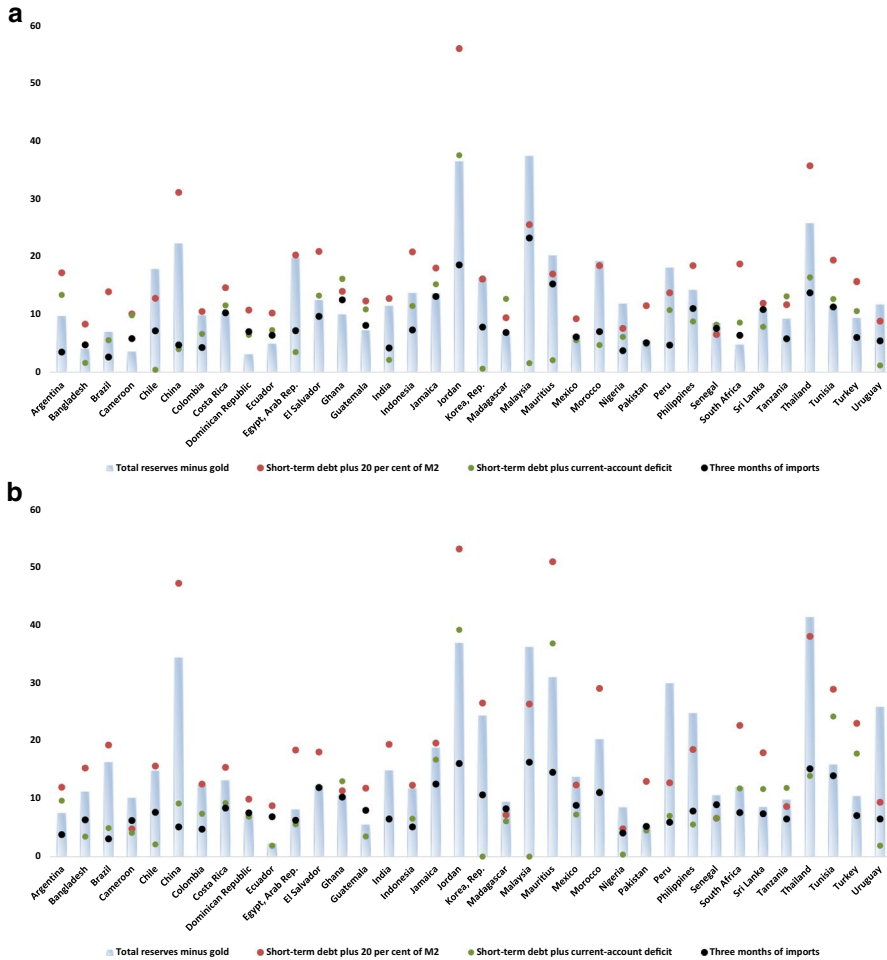 a
60
50
40
30
20
10
0
Argentina
Bangladesh
Brazil
Cameroon
Chile
China
Colombia
Costa Rica
Dominican Republic
Ecuador
Egypt, Arab Rep.
El Salvador
Ghana
Guatemala
India
Indonesia
Jamaica
Jordan
Korea, Rep.
Madagascar
Malaysia
Mauritius
Mexico
Morocco
Nigeria
Pakistan
Peru
Philippines
Senegal
South Africa
Sri Lanka
Tanzania
Thailand
Tunisia
Turkey
Uruguay
Total reserves minus gold Short-term debt plus 20 per cent of M2 Short-term debt plus current-account deficit Three months of imports
b
60
50
40
30
20
10
0
Argentina
Bangladesh
Brazil
Cameroon
Chile
China
Colombia
Costa Rica
Dominican Republic
Ecuador
Egypt, Arab Rep.
El Salvador
Ghana
Guatemala
India
Indonesia
Jamaica
Jordan
Korea, Rep.
Madagascar
Malaysia
Mauritius
Mexico
Morocco
Nigeria
Pakistan
Peru
Philippines
Senegal
South Africa
Sri Lanka
Tanzania
Thailand
Tunisia
Turkey
Uruguay
Total reserves minus gold Short-term debt plus 20 per cent of M2 Short-term debt plus current-account deficit Three months of imports